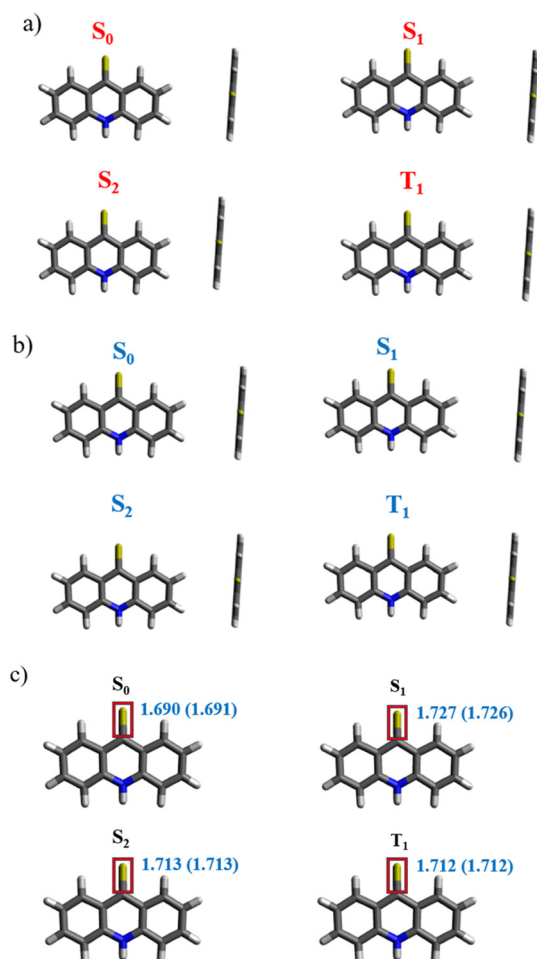 a)
S₀ S₁
S₂ T₁
b)
S₀ S₁
S₂ T₁
c)
S₀ S₁
1.690 (1.691) 1.727 (1.726)
S₂ T₁
1.713 (1.713) 1.712 (1.712)